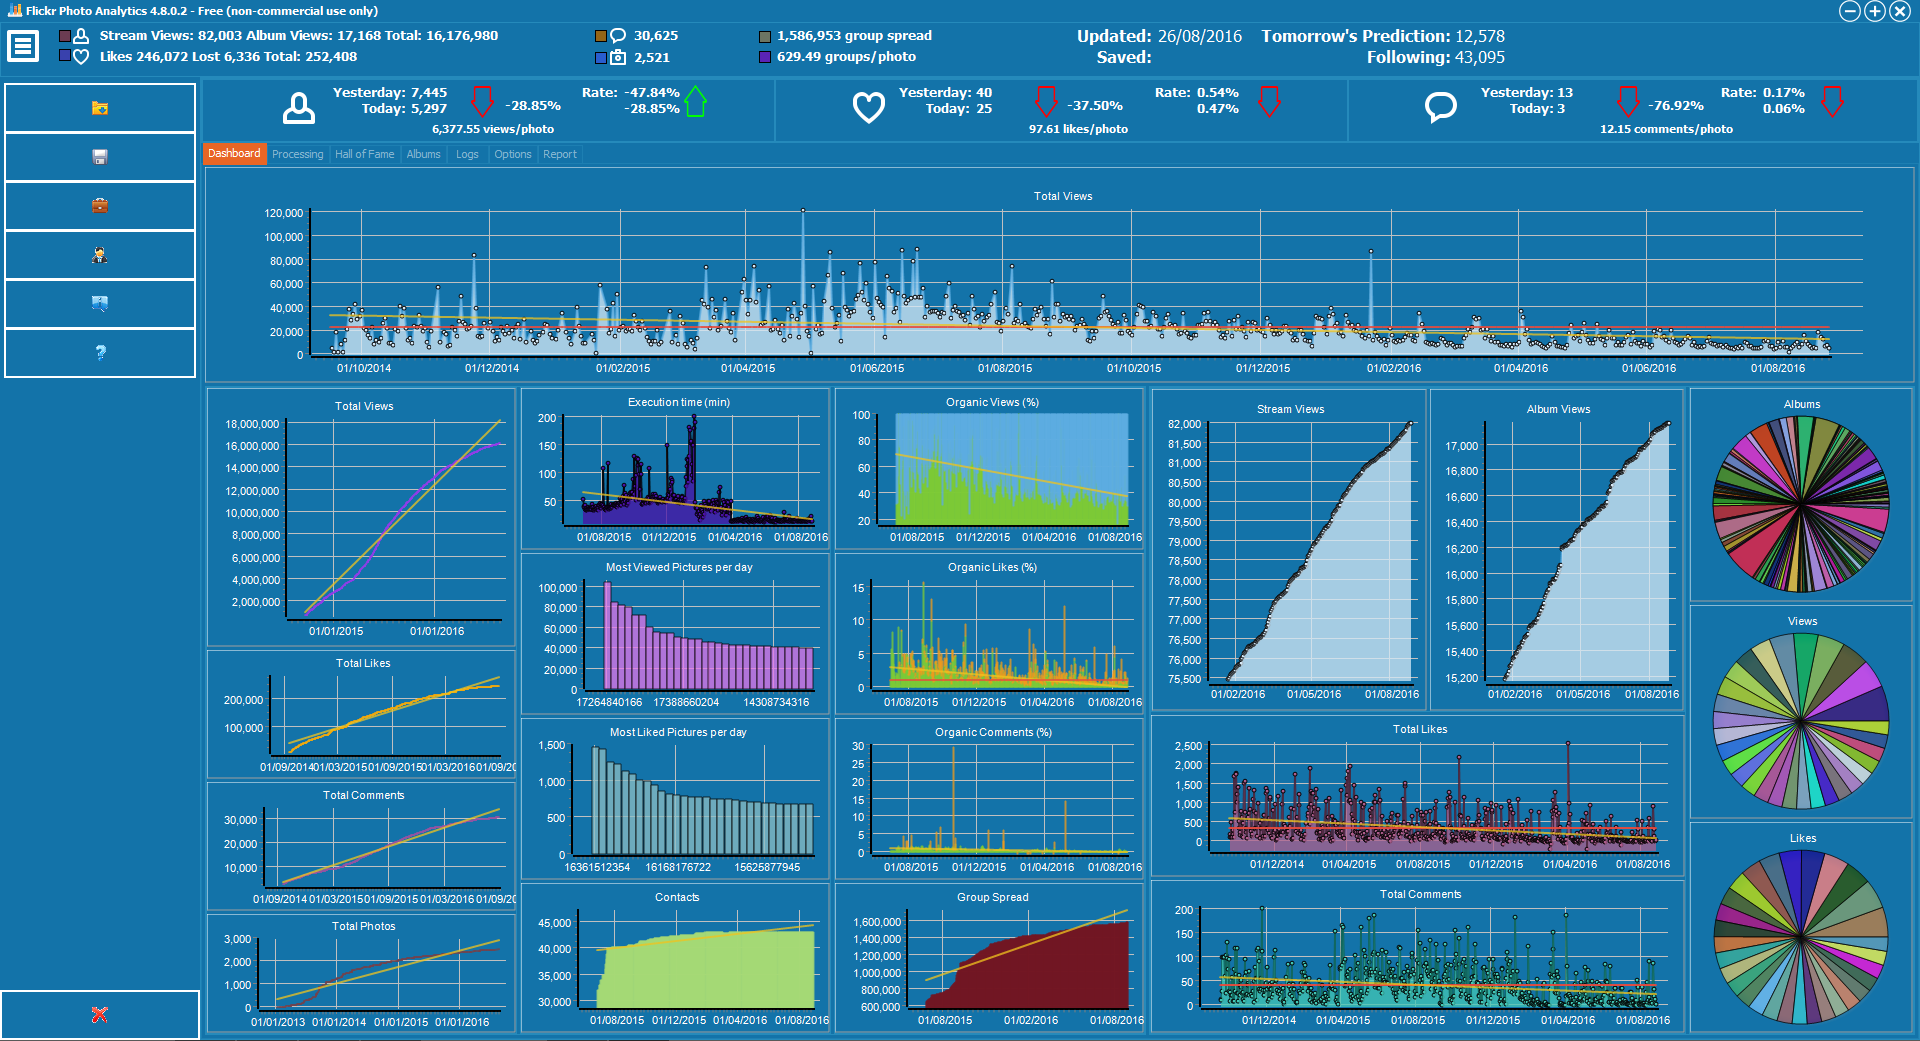 Flickr Photo Analytics 4.8.0.2 - Free (non-commercial use only)
Stream Views: 82,003 Album Views: 17,168 Total: 16,176,980
Likes 246,072 Lost 6,336 Total: 252,408
30,625
2,521
1,586,953 group spread
629.49 groups/photo
Updated: 26/08/2016
Saved:
Tomorrow's Prediction: 12,578
Following: 43,095
Yesterday: 7,445
Today: 5,297
-28.85%
Rate: -47.84%
-28.85%
6,377.55 views/photo
Yesterday: 40
Today: 25
-37.50%
Rate: 0.54%
0.47%
97.61 likes/photo
Yesterday: 13
Today: 3
-76.92%
Rate: 0.17%
0.06%
12.15 comments/photo
Dashboard Processing Hall of Fame Albums Logs Options Report
Total Views
120,000
100,000
80,000
60,000
40,000
20,000
0
01/10/2014 01/12/2014 01/02/2015 01/04/2015 01/06/2015 01/08/2015 01/10/2015 01/12/2015 01/02/2016 01/04/2016 01/06/2016 01/08/2016
Total Views
18,000,000
16,000,000
14,000,000
12,000,000
10,000,000
8,000,000
6,000,000
4,000,000
2,000,000
01/01/2015 01/01/2016
Total Likes
200,000
100,000
01/09/2014 01/03/2015 01/09/2015 01/03/2016 01/09/20
Total Comments
30,000
20,000
10,000
01/09/2014 01/03/2015 01/09/2015 01/03/2016 01/09/20
Total Photos
3,000
2,000
1,000
0
01/01/2013 01/01/2014 01/01/2015 01/01/2016
Execution time (min)
200
150
100
50
01/08/2015 01/12/2015 01/04/2016 01/08/2016
Most Viewed Pictures per day
100,000
80,000
60,000
40,000
20,000
0
17264840166 17388660204 14308734316
Most Liked Pictures per day
1,500
1,000
500
0
16361512354 16168176722 15625877945
Contacts
45,000
40,000
35,000
30,000
01/08/2015 01/12/2015 01/04/2016 01/08/2016
Organic Views (%)
100
80
60
40
20
01/08/2015 01/12/2015 01/04/2016 01/08/2016
Organic Likes (%)
15
10
5
0
01/08/2015 01/12/2015 01/04/2016 01/08/2016
Organic Comments (%)
30
25
20
15
10
5
0
01/08/2015 01/12/2015 01/04/2016 01/08/2016
Group Spread
1,600,000
1,400,000
1,200,000
1,000,000
800,000
600,000
01/08/2015 01/02/2016 01/08/2016
Stream Views
82,000
81,500
81,000
80,500
80,000
79,500
79,000
78,500
78,000
77,500
77,000
76,500
76,000
75,500
01/02/2016 01/05/2016 01/08/2016
Album Views
17,000
16,800
16,600
16,400
16,200
16,000
15,800
15,600
15,400
15,200
01/02/2016 01/05/2016 01/08/2016
Total Likes
2,500
2,000
1,500
1,000
500
0
01/12/2014 01/04/2015 01/08/2015 01/12/2015 01/04/2016 01/08/2016
Total Comments
200
150
100
50
0
01/12/2014 01/04/2015 01/08/2015 01/12/2015 01/04/2016 01/08/2016
Albums
Views
Likes